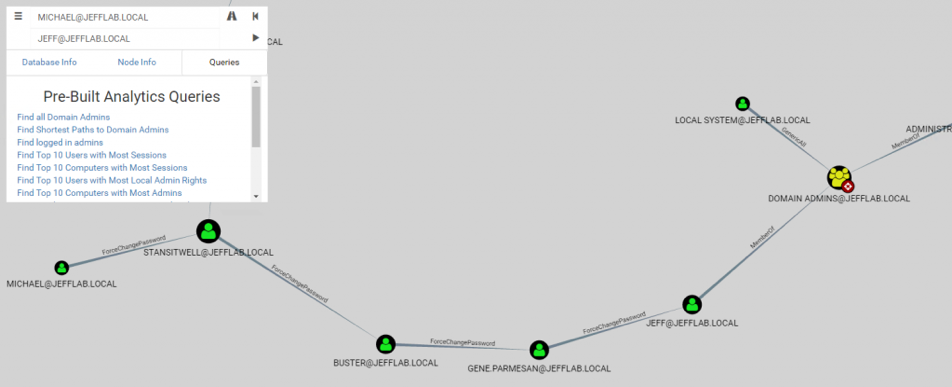 MICHAEL@JEFFLAB.LOCAL
JEFF@JEFFLAB.LOCAL
CAL
Database Info
Node Info
Queries
Pre-Built Analytics Queries
Find all Domain Admins
Find Shortest Paths to Domain Admins
Find logged in admins
Find Top 10 Users with Most Sessions
Find Top 10 Computers with Most Sessions
Find Top 10 Users with Most Local Admin Rights
Find Top 10 Computers with Most Admins
LOCAL SYSTEM@JEFFLAB.LOCAL
GenericAll
MemberOf
ADMINISTR
DOMAIN ADMINS@JEFFLAB.LOCAL
MemberOf
ForceChangePassword
STANSITWELL@JEFFLAB.LOCAL
MICHAEL@JEFFLAB.LOCAL
ForceChangePassword
ForceChangePassword
JEFF@JEFFLAB.LOCAL
ForceChangePassword
BUSTER@JEFFLAB.LOCAL
GENE.PARMESAN@JEFFLAB.LOCAL